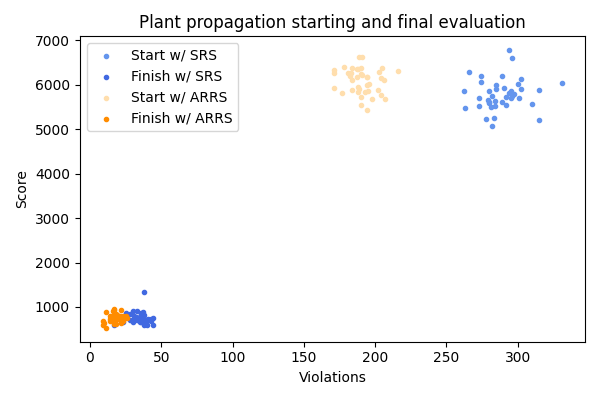 Plant propagation starting and final evaluation
Start w/ SRS
Finish w/ SRS
Start w/ ARRS
Finish w/ ARRS
Score
7000
6000
5000
4000
3000
2000
1000
0 50 100 150 200 250 300
Violations